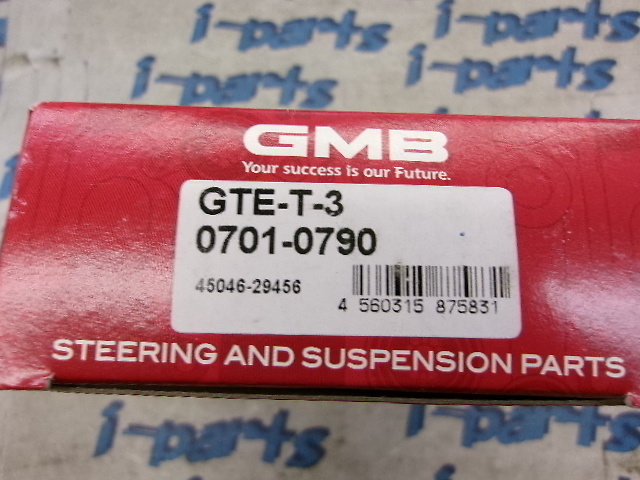 i-parts i-parts
i-parts i-parts
GMB
Your success is our Future.
GTE-T-3
0701-0790
45046-29456
4 560315 875831
STEERING AND SUSPENSION PARTS
i-parts i-parts